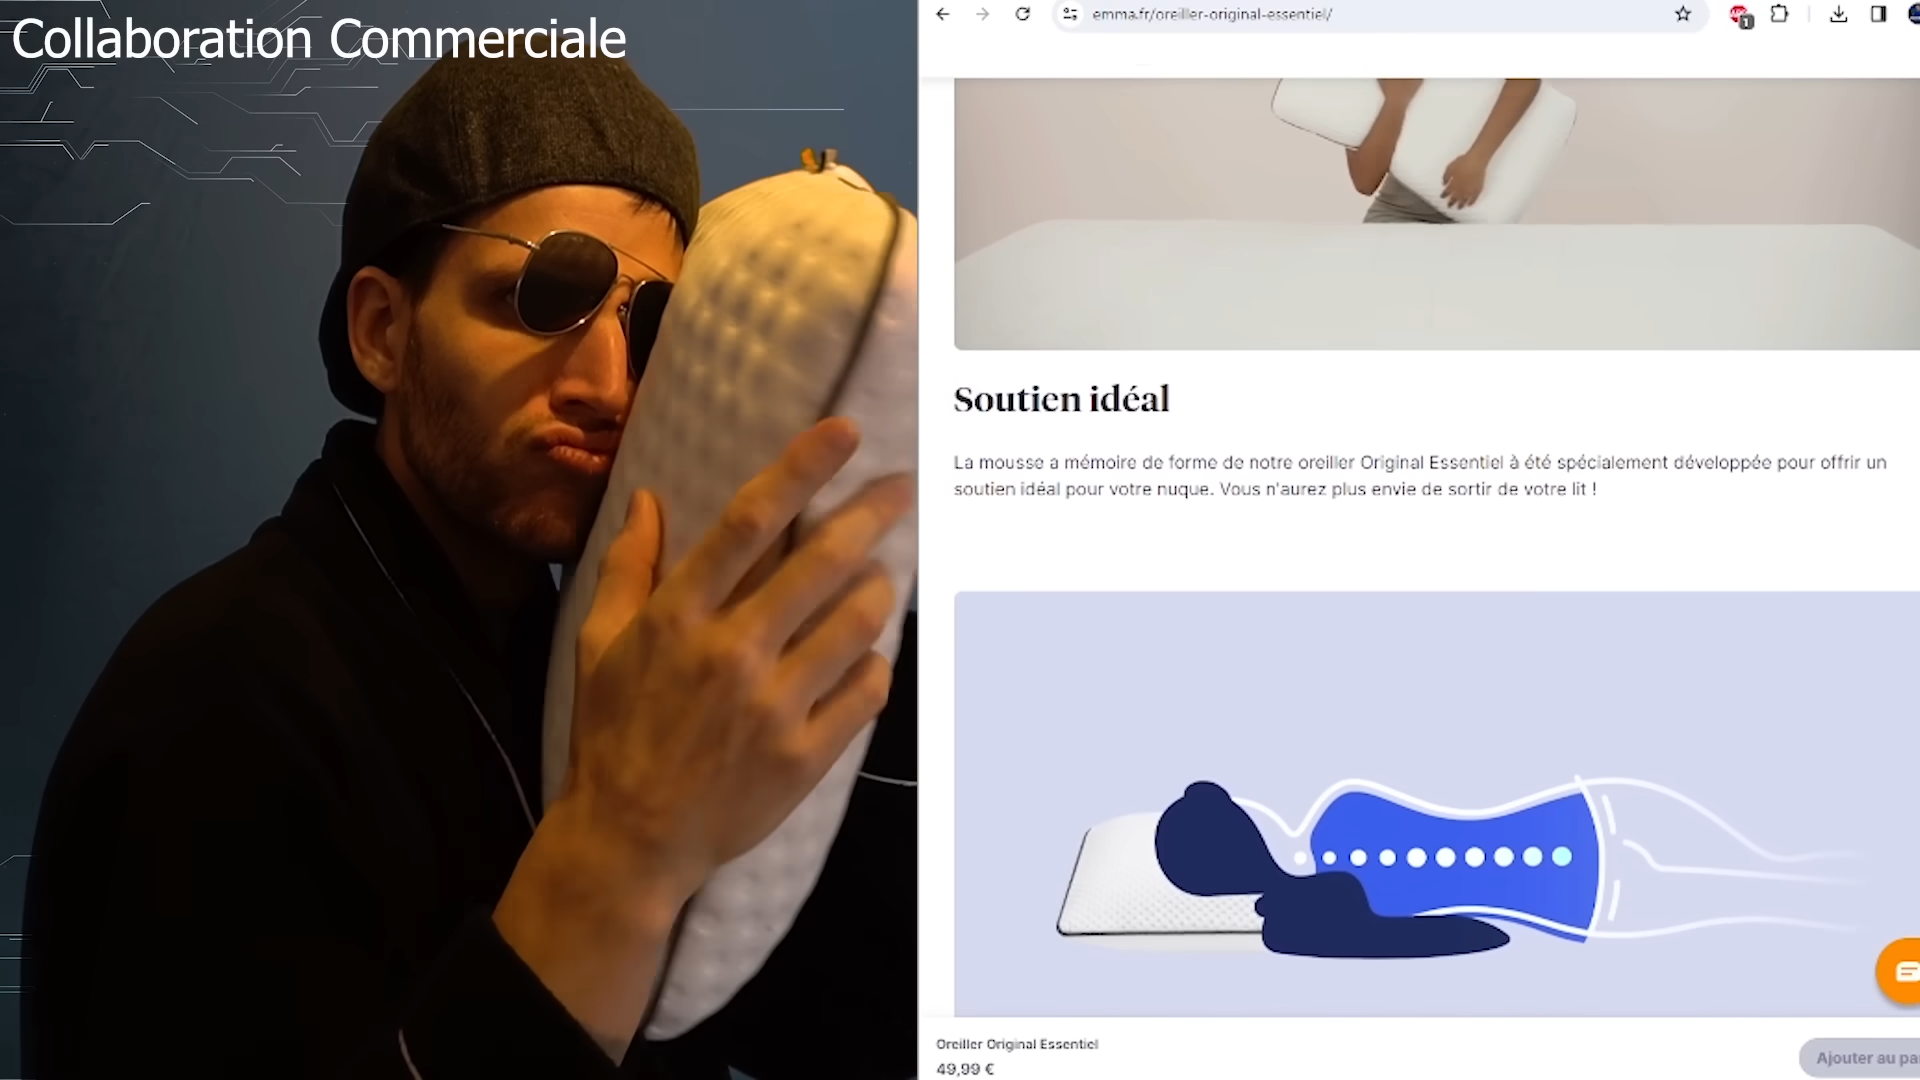 Collaboration Commerciale
emma.fr/oreiller-original-essentiel/
1
Soutien idéal
La mousse a mémoire de forme de notre oreiller Original Essentiel à été spécialement développée pour offrir un
soutien idéal pour votre nuque. Vous n'aurez plus envie de sortir de votre lit !
Oreiller Original Essentiel
49,99 €
Ajouter au pa